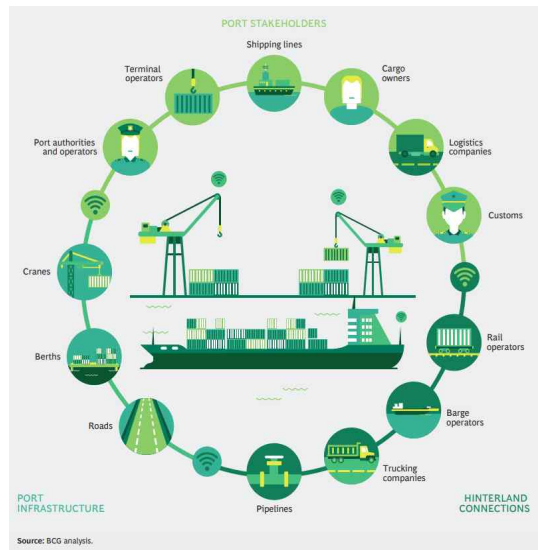 PORT STAKEHOLDERS
Shipping lines
Terminal
operators
Cargo
owners
Port authorities
and operators
Logistics
companies
Customs
Cranes
Rail
operators
Berths
Barge
operators
Roads
Trucking
companies
Pipelines
PORT
INFRASTRUCTURE
HINTERLAND
CONNECTIONS
Source: BCG analysis.